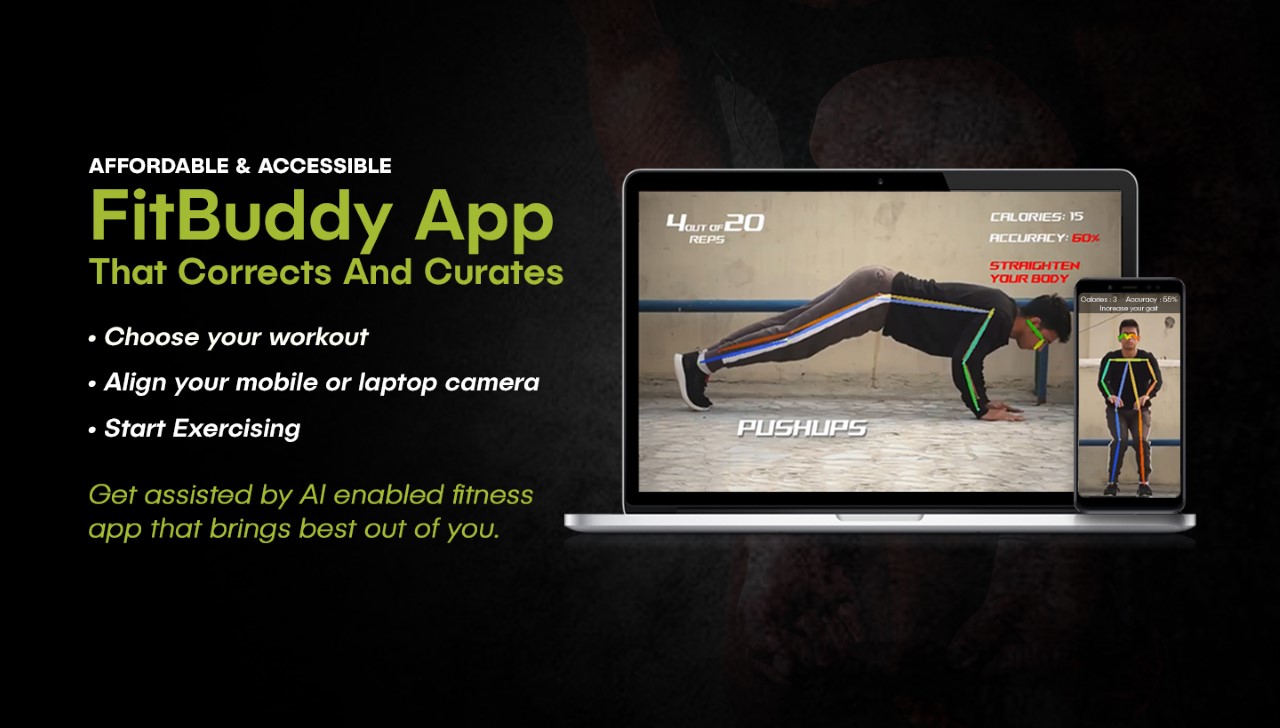 AFFORDABLE & ACCESSIBLE
FitBuddy App
That Corrects And Curates
• Choose your workout
• Align your mobile or laptop camera
• Start Exercising
Get assisted by AI enabled fitness
app that brings best out of you.
4 OUT OF 20
REPS
CALORIES: 15
ACCURACY: 60%
STRAIGHTEN
YOUR BODY
PUSHUPS
Calories : 3 Accuracy : 55%
Increase your gait